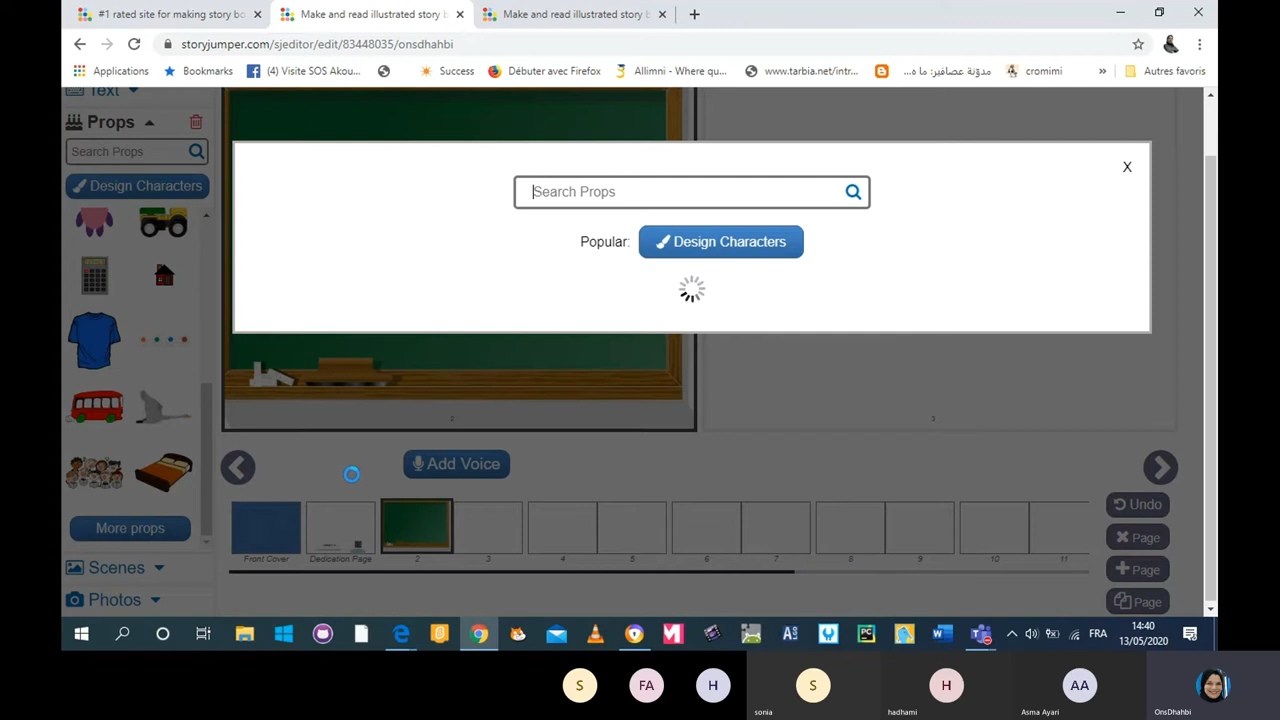 #1 rated site for making story bo
Make and read illustrated story b
Make and read illustrated story b
storyjumper.com/sjeditor/edit/83448035/onsdhahbi
Applications
Bookmarks
(4) Visite SOS Akou...
Success
Débuter avec Firefox
Allimni - Where qu...
www.tarbia.net/intr...
مدوّنة عصافير: ما ه...
cromimi
»
Autres favoris
Text
Props
Search Props
Design Characters
More props
Scenes
Photos
X
Search Props
Popular:
Design Characters
2
3
Add Voice
Front Cover
Dedication Page
2
3
4
5
6
7
8
9
10
11
Undo
Page
Page
Page
FRA
14:40
13/05/2020
S
FA
H
S
sonia
H
hadhami
AA
Asma Ayari
OnsDhahbi